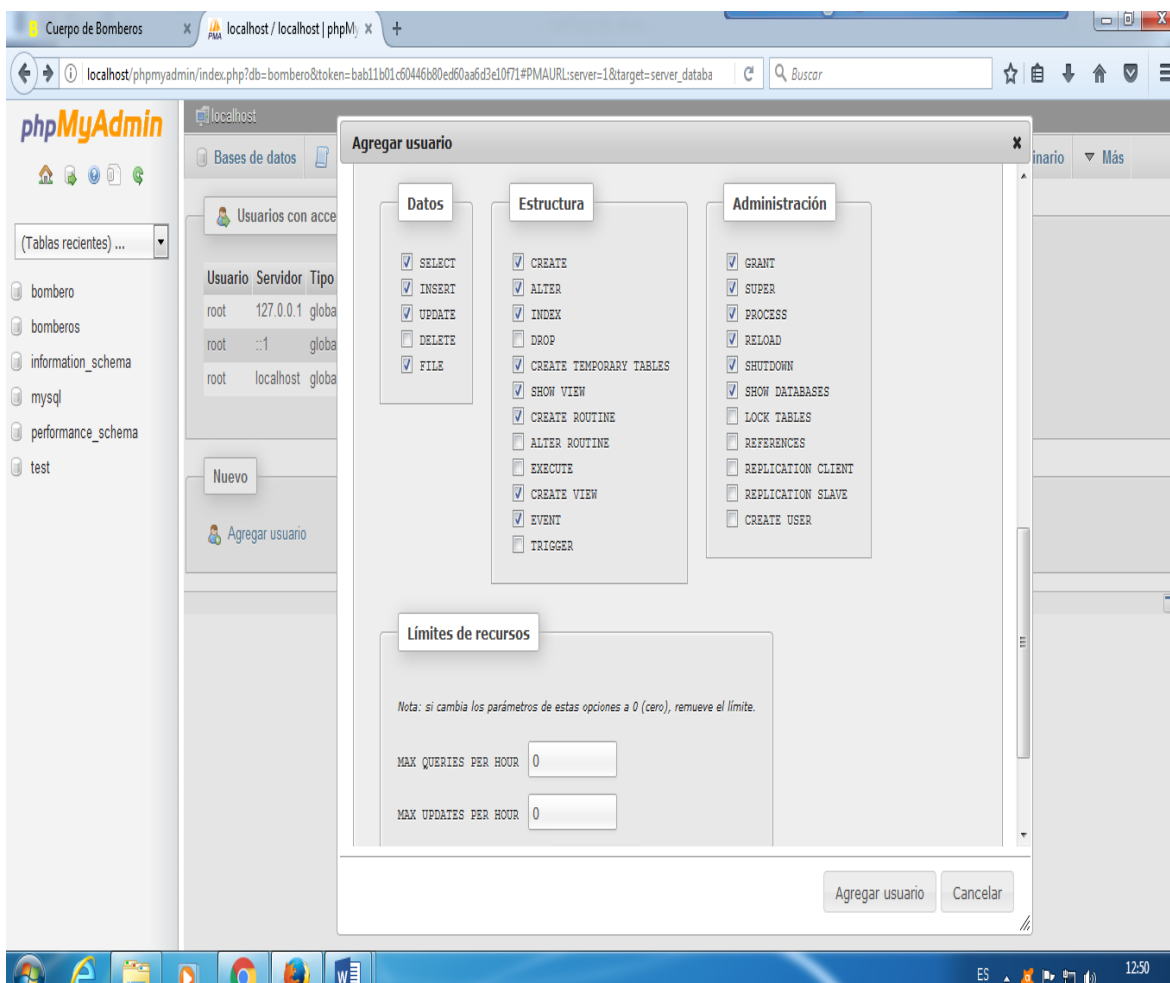 Cuerpo de Bomberos
localhost / localhost | phpMy
localhost/phpmyadmin/index.php?db=bombero&token=bab11b01c60446b80ed60aa6d3e10f71#PMAURL:server=1&target=server_databa
Buscar
phpMyAdmin
(Tablas recientes) ...
bombero
bomberos
information_schema
mysql
performance_schema
test
localhost
Bases de datos
inario
Más
Usuarios con acce
Usuario Servidor Tipo
root 127.0.0.1 globa
root ::1 globa
root localhost globa
Nuevo
Agregar usuario
Agregar usuario
Datos
SELECT
INSERT
UPDATE
DELETE
FILE
Estructura
CREATE
ALTER
INDEX
DROP
CREATE TEMPORARY TABLES
SHOW VIEW
CREATE ROUTINE
ALTER ROUTINE
EXECUTE
CREATE VIEW
EVENT
TRIGGER
Administración
GRANT
SUPER
PROCESS
RELOAD
SHUTDOWN
SHOW DATABASES
LOCK TABLES
REFERENCES
REPLICATION CLIENT
REPLICATION SLAVE
CREATE USER
Límites de recursos
Nota: si cambia los parámetros de estas opciones a 0 (cero), remueve el límite.
MAX QUERIES PER HOUR 0
MAX UPDATES PER HOUR 0
Agregar usuario
Cancelar
ES
12:50